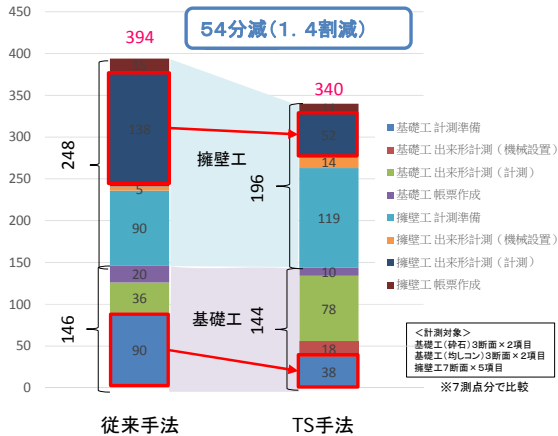 54分減(1.4割減)
450
400
350
300
250
200
150
100
50
0
394
138
5
90
20
36
90
248
146
従来手法
擁壁工
基礎工
340
52
14
119
10
78
18
38
196
144
TS手法
基礎工 計測準備
基礎工 出来形計測(機械設置)
基礎工 出来形計測(計測)
基礎工 帳票作成
擁壁工 計測準備
擁壁工 出来形計測(機械設置)
擁壁工 出来形計測(計測)
擁壁工 帳票作成
<計測対象>
基礎工(砕石)3断面×2項目
基礎工(均しコン)3断面×2項目
擁壁工7断面×5項目
※7測点分で比較